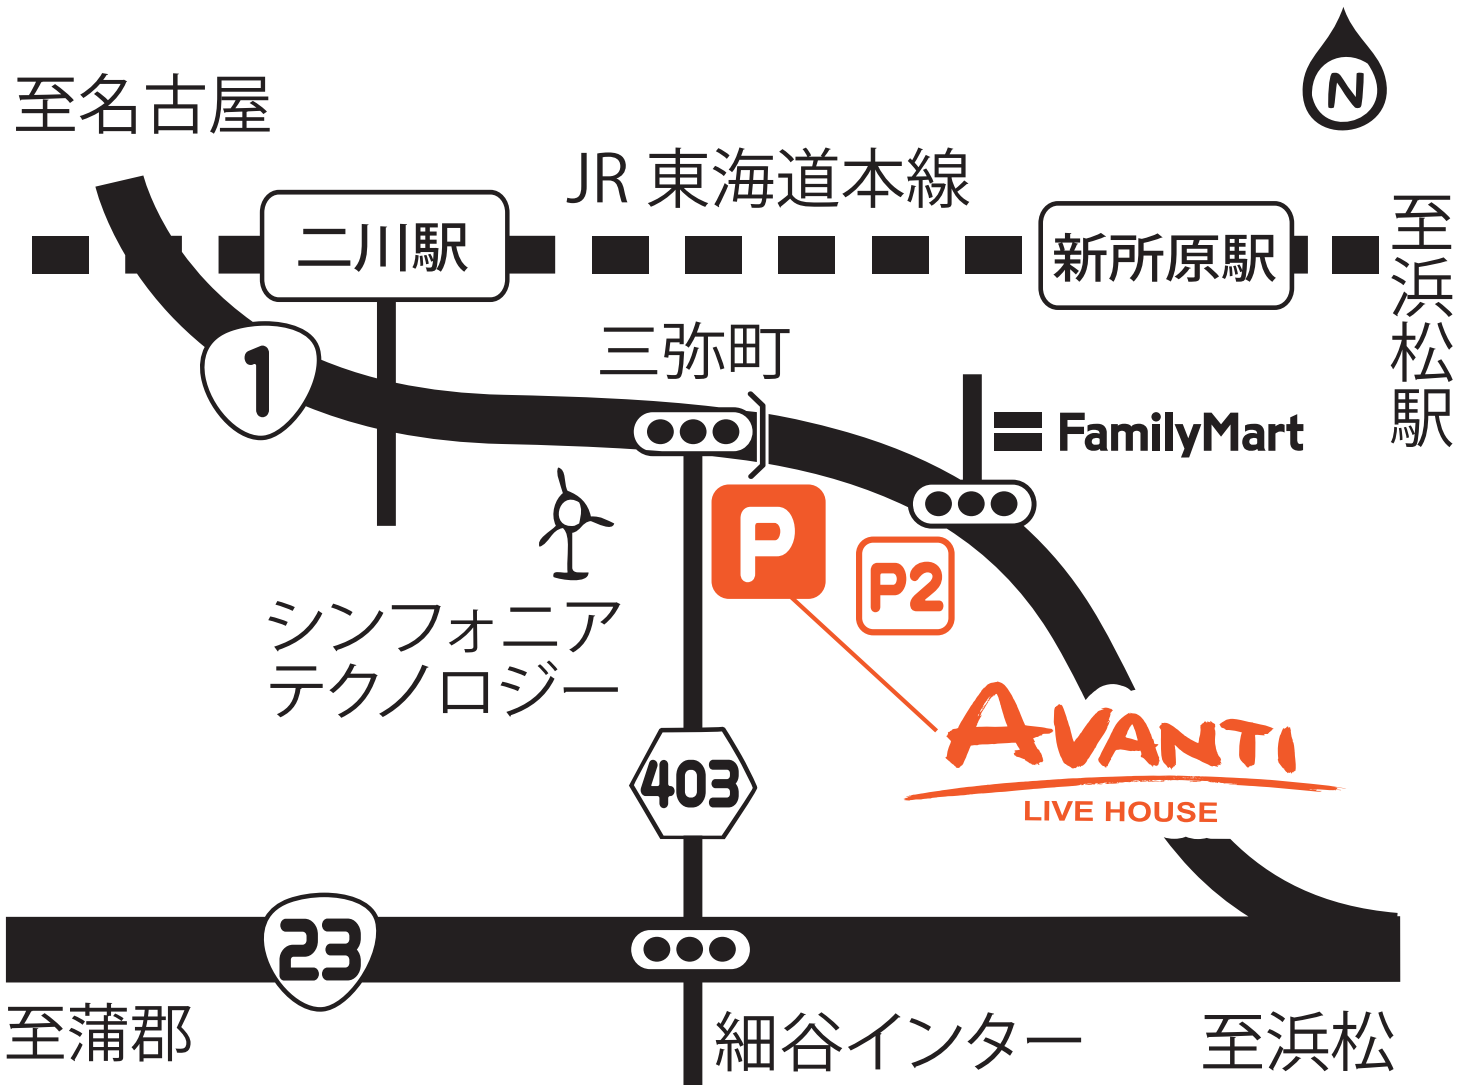 N
至名古屋
JR 東海道本線
至浜松駅
二川駅
新所原駅
三弥町
1
FamilyMart
P
P2
シンフォニア
テクノロジー
AVANTI
LIVE HOUSE
403
23
至蒲郡
細谷インター
至浜松